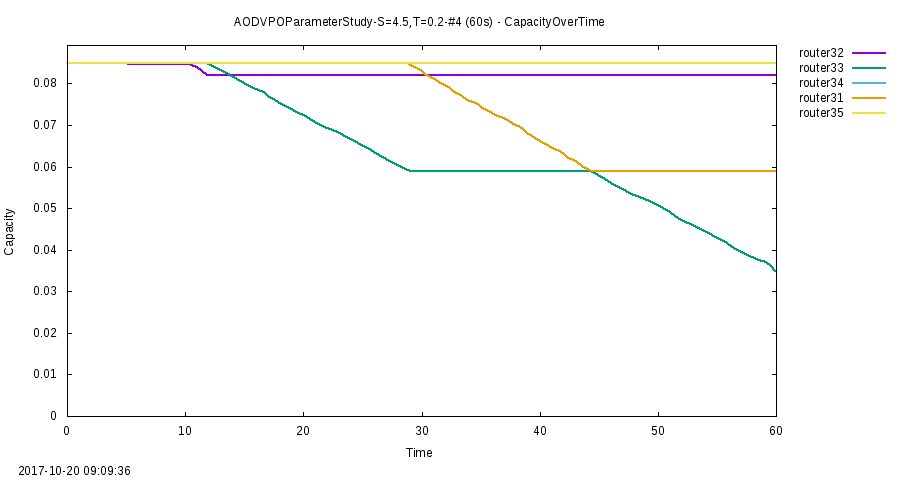 AODVPOParameterStudy-S=4.5,T=0.2-#4 (60s) - CapacityOverTime
router32
router33
router34
router31
router35
0.08
0.07
0.06
0.05
0.04
0.03
0.02
0.01
0
Capacity
0 10 20 30 40 50 60
Time
2017-10-20 09:09:36